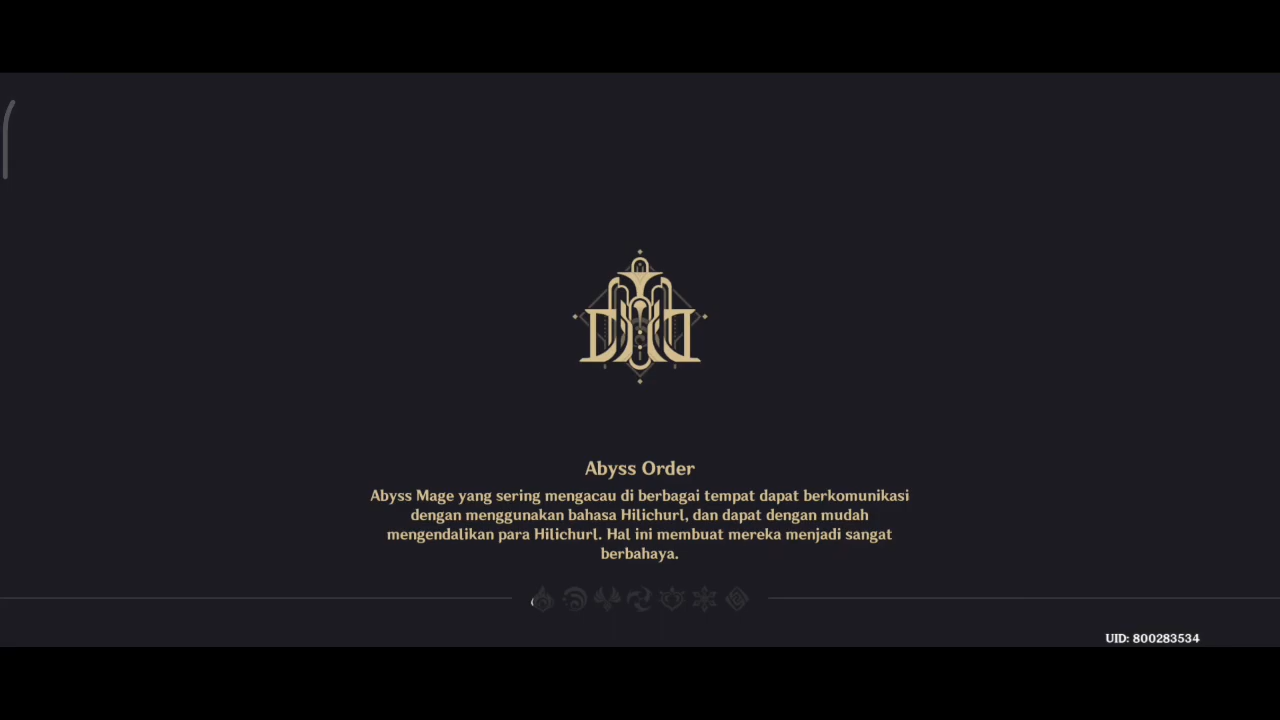 Abyss Order
Abyss Mage yang sering mengacau di berbagai tempat dapat berkomunikasi
dengan menggunakan bahasa Hilichurl, dan dapat dengan mudah
mengendalikan para Hilichurl. Hal ini membuat mereka menjadi sangat
berbahaya.
UID: 800283534